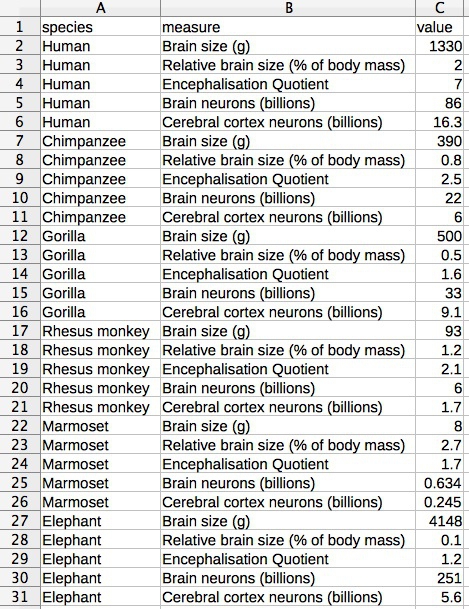 A B C
1 species measure value
2 Human Brain size (g) 1330
3 Human Relative brain size (% of body mass) 2
4 Human Encephalisation Quotient 7
5 Human Brain neurons (billions) 86
6 Human Cerebral cortex neurons (billions) 16.3
7 Chimpanzee Brain size (g) 390
8 Chimpanzee Relative brain size (% of body mass) 0.8
9 Chimpanzee Encephalisation Quotient 2.5
10 Chimpanzee Brain neurons (billions) 22
11 Chimpanzee Cerebral cortex neurons (billions) 6
12 Gorilla Brain size (g) 500
13 Gorilla Relative brain size (% of body mass) 0.5
14 Gorilla Encephalisation Quotient 1.6
15 Gorilla Brain neurons (billions) 33
16 Gorilla Cerebral cortex neurons (billions) 9.1
17 Rhesus monkey Brain size (g) 93
18 Rhesus monkey Relative brain size (% of body mass) 1.2
19 Rhesus monkey Encephalisation Quotient 2.1
20 Rhesus monkey Brain neurons (billions) 6
21 Rhesus monkey Cerebral cortex neurons (billions) 1.7
22 Marmoset Brain size (g) 8
23 Marmoset Relative brain size (% of body mass) 2.7
24 Marmoset Encephalisation Quotient 1.7
25 Marmoset Brain neurons (billions) 0.634
26 Marmoset Cerebral cortex neurons (billions) 0.245
27 Elephant Brain size (g) 4148
28 Elephant Relative brain size (% of body mass) 0.1
29 Elephant Encephalisation Quotient 1.2
30 Elephant Brain neurons (billions) 251
31 Elephant Cerebral cortex neurons (billions) 5.6